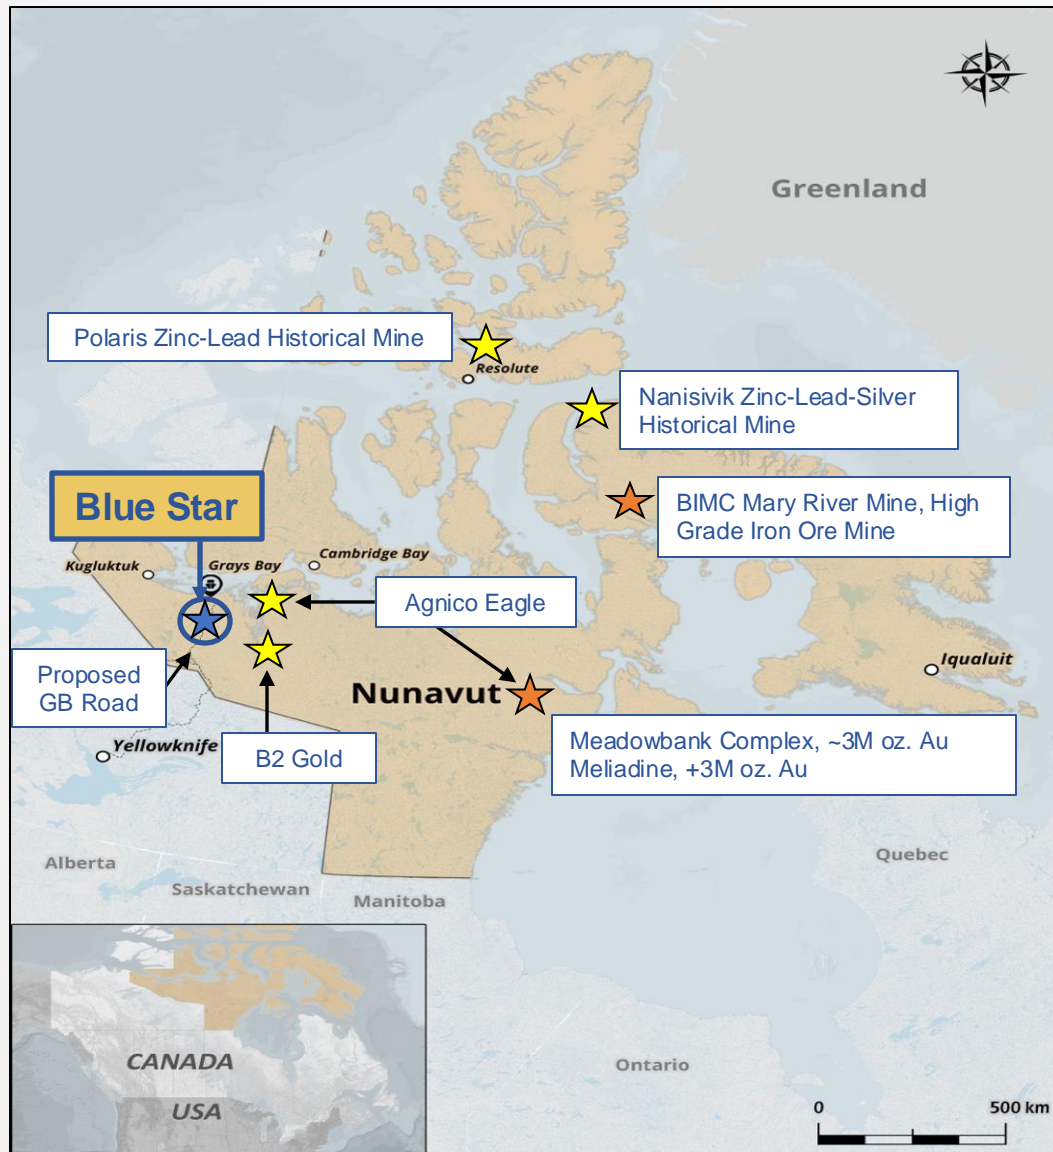 Greenland
Polaris Zinc-Lead Historical Mine
Resolute
Nanisivik Zinc-Lead-Silver
Historical Mine
Blue Star
BIMC Mary River Mine, High
Grade Iron Ore Mine
Kugluktuk
Grays Bay
Cambridge Bay
Agnico Eagle
Proposed
GB Road
Nunavut
Iqualuit
Yellowknife
B2 Gold
Meadowbank Complex, ~3M oz. Au
Meliadine, +3M oz. Au
Alberta
Saskatchewan
Manitoba
Quebec
CANADA
USA
Ontario
0
500 km